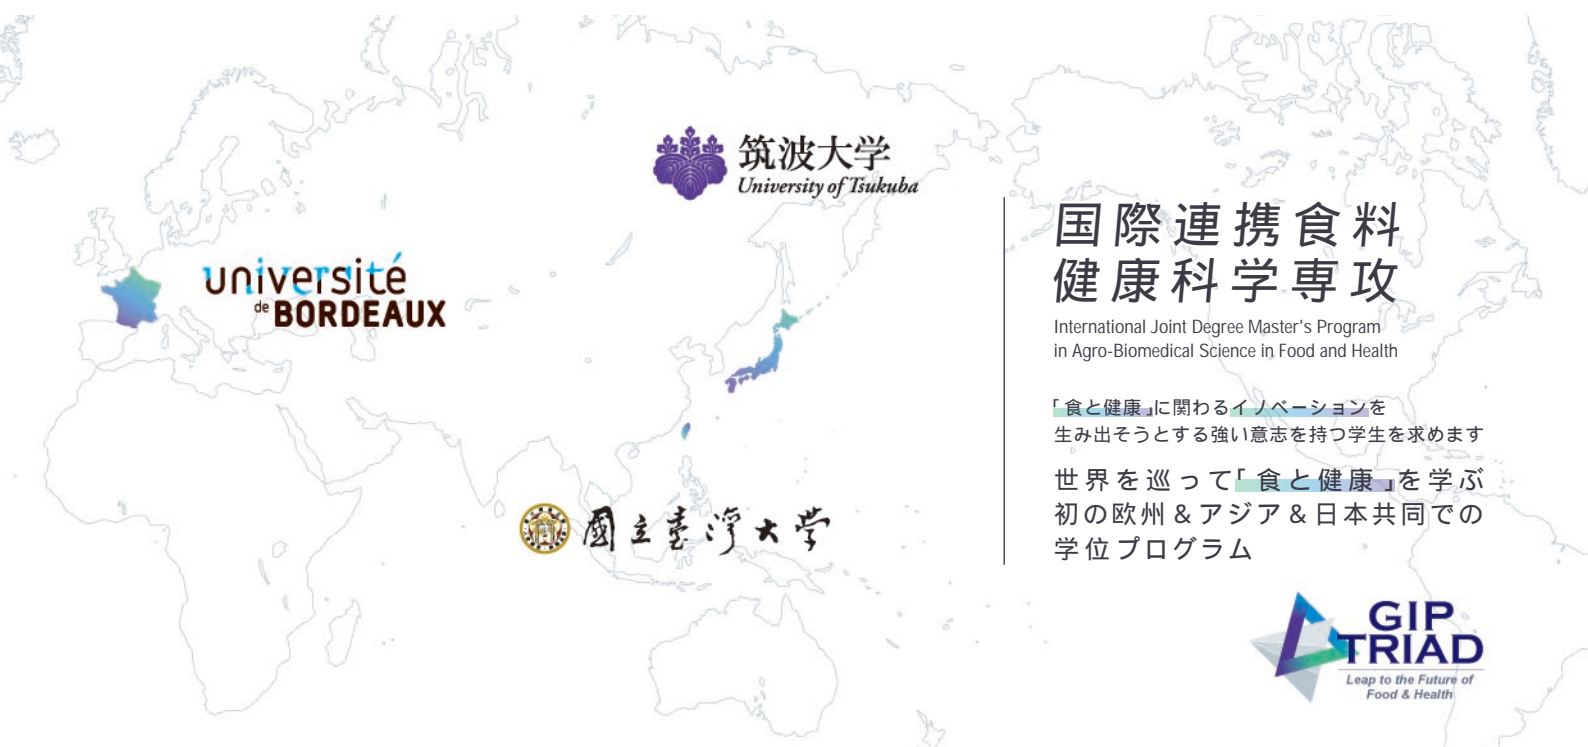 筑波大学
University of Tsukuba
université
de BORDEAUX
國立臺灣大學
国際連携食料
健康科学専攻
International Joint Degree Master's Program
in Agro-Biomedical Science in Food and Health
「食と健康」に関わるイノベーションを
生み出そうとする強い意志を持つ学生を求めます
世界を巡って「食と健康」を学ぶ
初の欧州＆アジア＆日本共同での
学位プログラム
GIP
TRIAD
Leap to the Future of
Food & Health